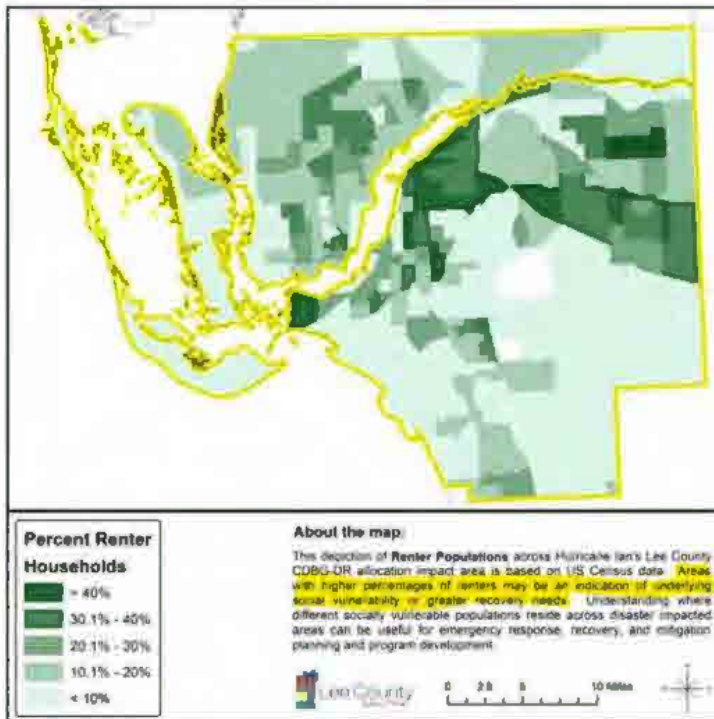 Percent Renter
Households
> 40%
30.1% - 40%
20.1% - 30%
10.1% - 20%
< 10%
About the map:
This depiction of Renter Populations across Hurricane Ian's Lee County
CDBG-DR allocation impact area is based on US Census data. Areas
with higher percentages of renters may be an indication of underlying
social vulnerability or greater recovery needs. Understanding where
different socially vulnerable populations reside across disaster impacted
areas can be useful for emergency response, recovery, and mitigation
planning and program development.
Lee County
0 2.5 5 10 Miles